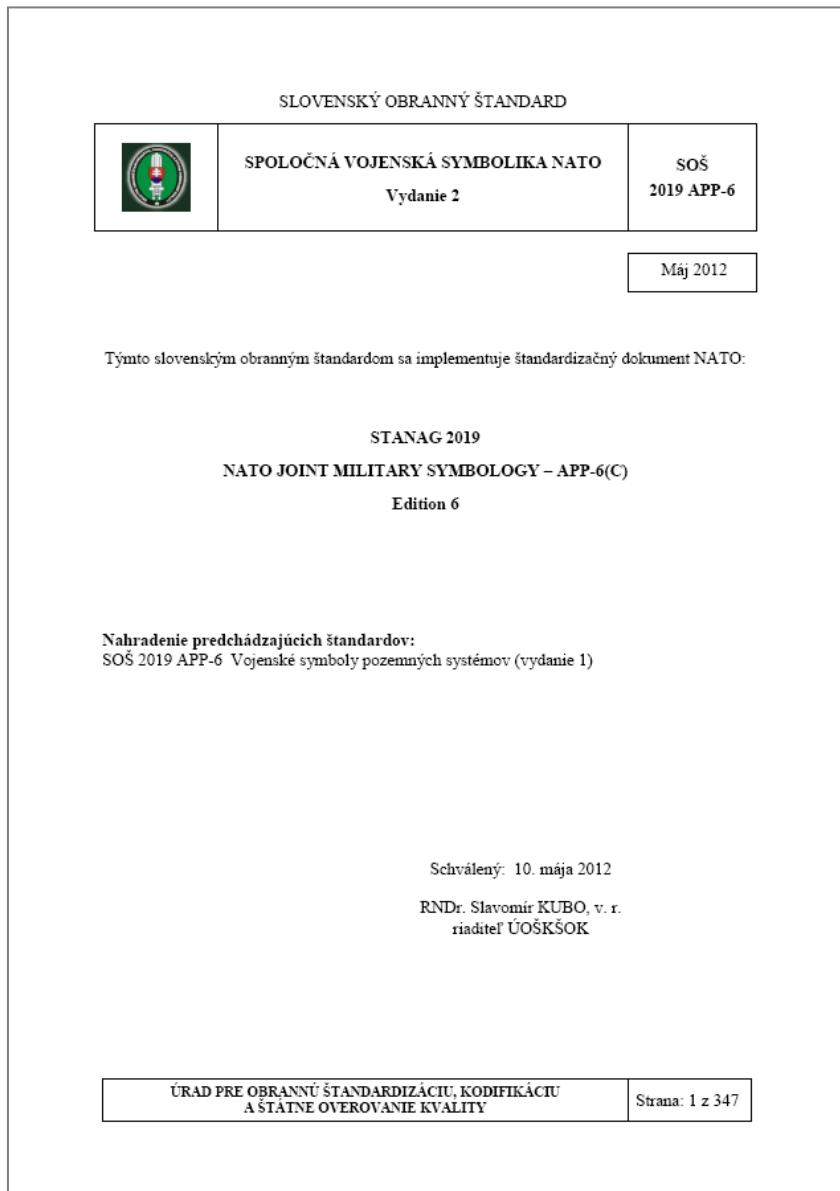 SLOVENSKÝ OBRANNÝ ŠTANDARD
SPOLOČNÁ VOJENSKÁ SYMBOLIKA NATO
Vydanie 2
SOŠ
2019 APP-6
Máj 2012
Týmto slovenským obranným štandardom sa implementuje štandardizačný dokument NATO:
STANAG 2019
NATO JOINT MILITARY SYMBOLOGY – APP-6(C)
Edition 6
Nahradenie predchádzajúcich štandardov:
SOŠ 2019 APP-6 Vojenské symboly pozemných systémov (vydanie 1)
Schválený: 10. mája 2012
RNDr. Slavomír KUBO, v. r.
riaditeľ ÚOŠKŠOK
ÚRAD PRE OBRANNÚ ŠTANDARDIZÁCIU, KODIFIKÁCIU
A ŠTÁTNE OVEROVANIE KVALITY
Strana: 1 z 347